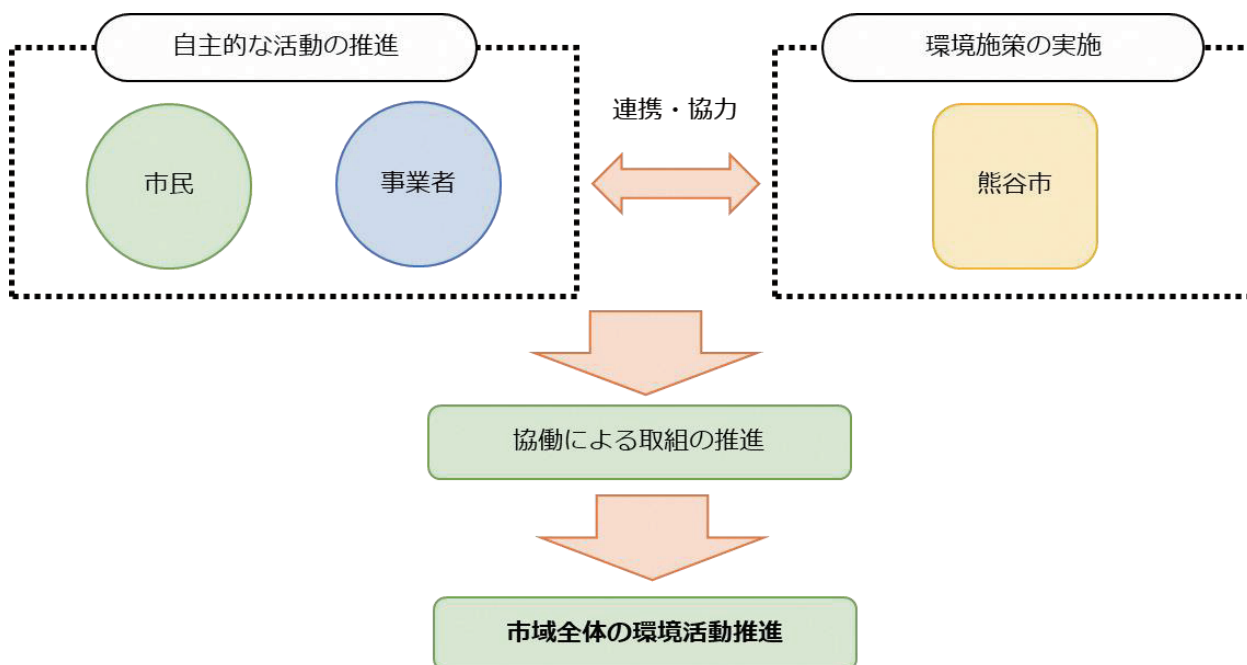 自主的な活動の推進
環境施策の実施
連携・協力
市民
事業者
熊谷市
協働による取組の推進
市域全体の環境活動推進